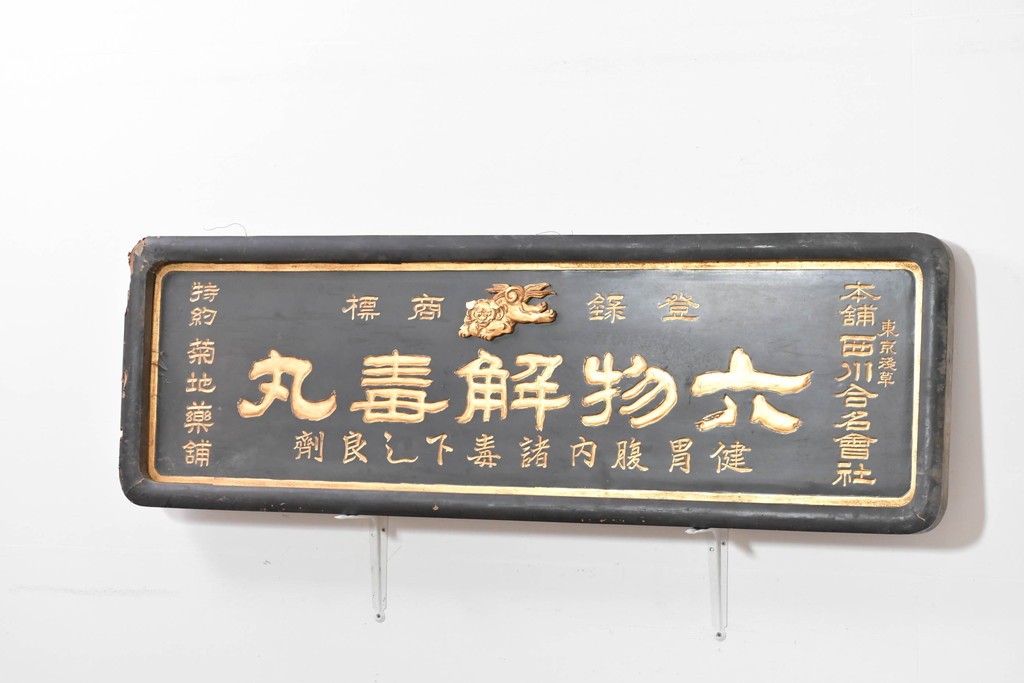 本舗 東京淺草 西川合名會社
登錄商標
六物解毒丸
健胃腹内諸毒下し良劑
特約 菊地藥舗